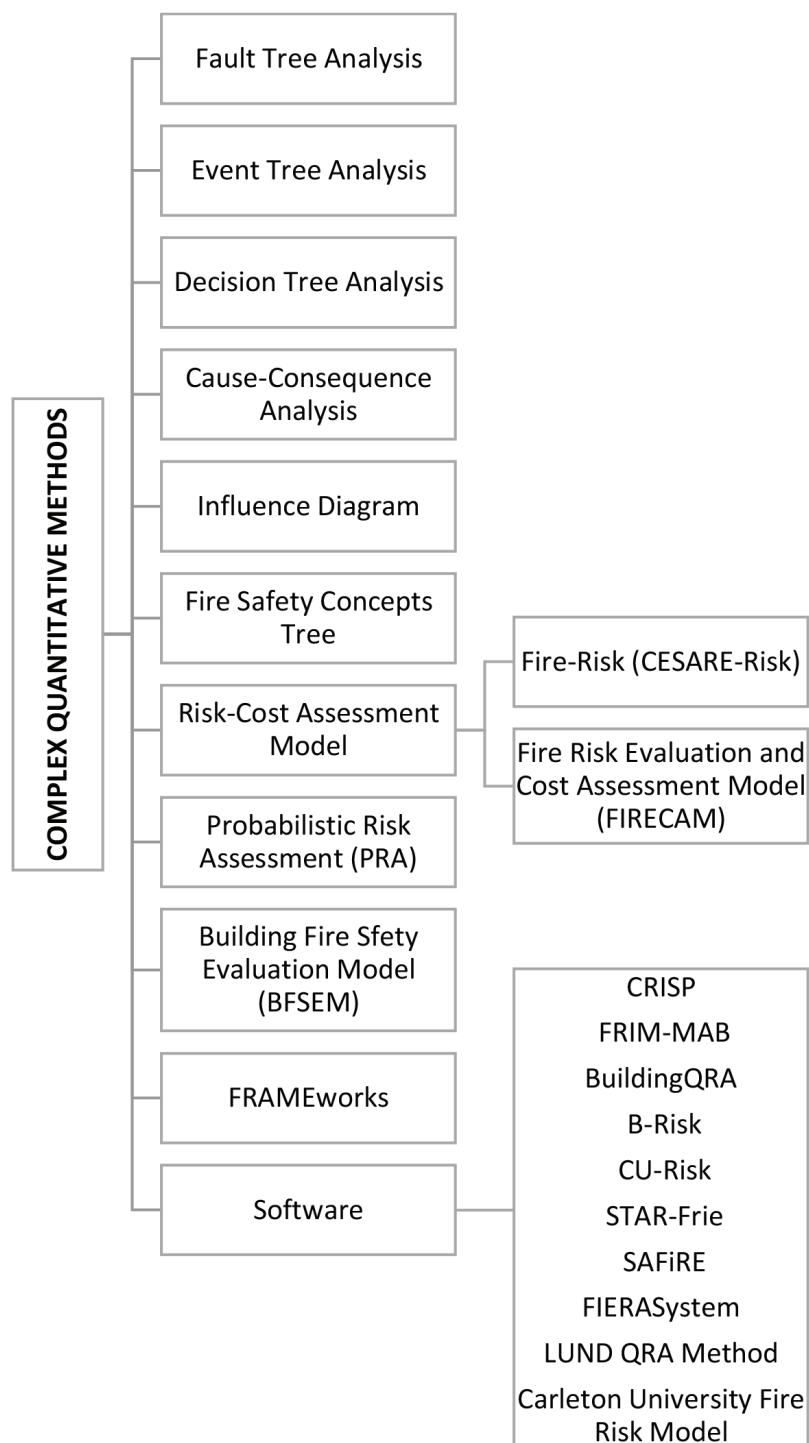 COMPLEX QUANTITATIVE METHODS
Fault Tree Analysis
Event Tree Analysis
Decision Tree Analysis
Cause-Consequence
Analysis
Influence Diagram
Fire Safety Concepts
Tree
Risk-Cost Assessment
Model
Fire-Risk (CESARE-Risk)
Fire Risk Evaluation and
Cost Assessment Model
(FIRECAM)
Probabilistic Risk
Assessment (PRA)
Building Fire Sfety
Evaluation Model
(BFSEM)
FRAMEworks
Software
CRISP
FRIM-MAB
BuildingQRA
B-Risk
CU-Risk
STAR-Frie
SAFiRE
FIERASystem
LUND QRA Method
Carleton University Fire
Risk Model